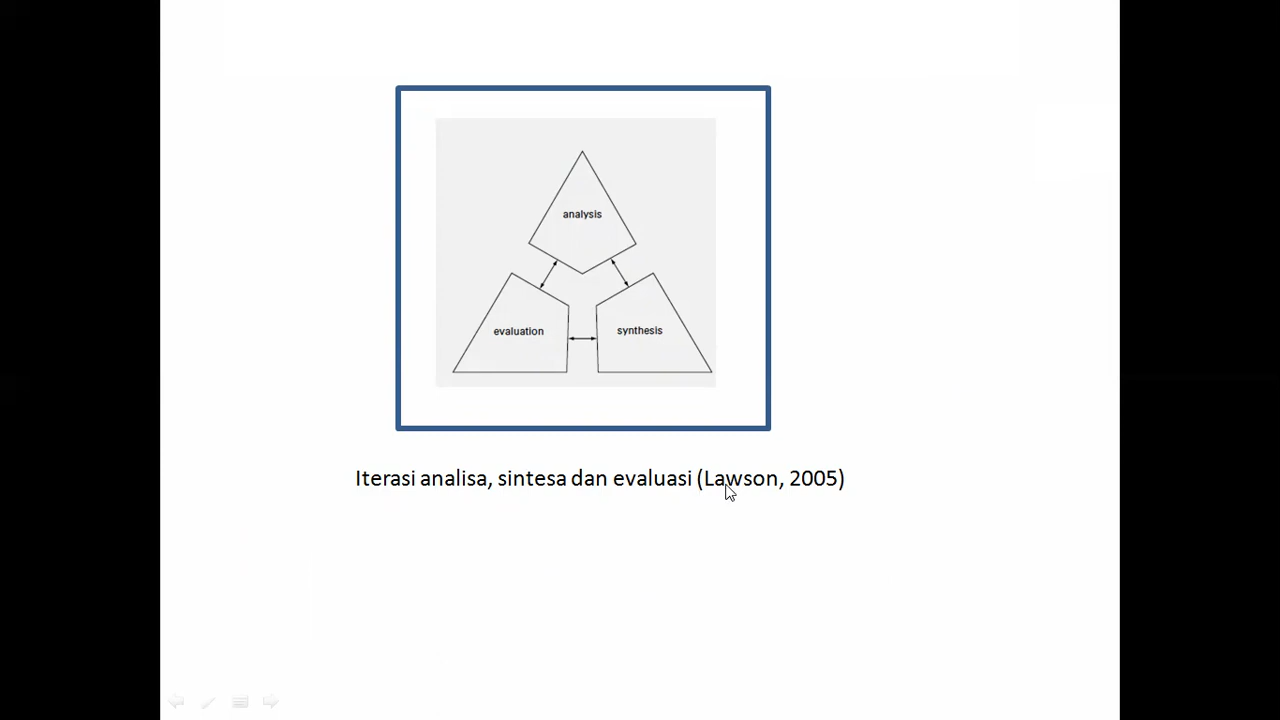 analysis
evaluation
synthesis
Iterasi analisa, sintesa dan evaluasi (Lawson, 2005)